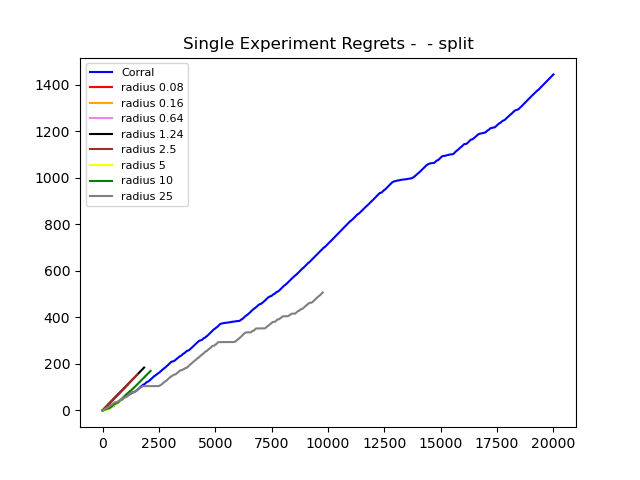 Single Experiment Regrets -  - split
1400
1200
1000
800
600
400
200
0
Corral
radius 0.08
radius 0.16
radius 0.64
radius 1.24
radius 2.5
radius 5
radius 10
radius 25
0 2500 5000 7500 10000 12500 15000 17500 20000